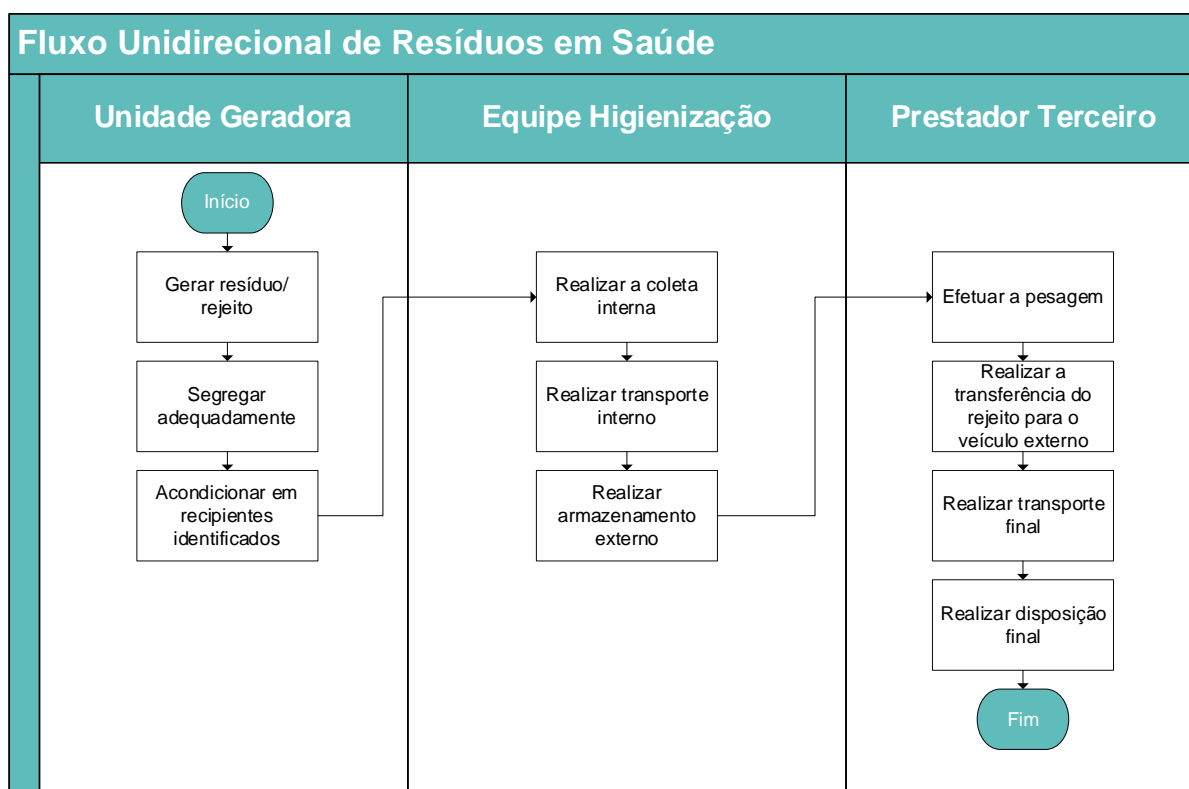 Fluxo Unidirecional de Resíduos em Saúde
Unidade Geradora
Equipe Higienização
Prestador Terceiro
Início
Gerar resíduo/
rejeito
Segregar
adequadamente
Acondicionar em
recipientes
identificados
Realizar a coleta
interna
Realizar transporte
interno
Realizar
armazenamento
externo
Efetuar a pesagem
Realizar a
transferência do
rejeito para o
veículo externo
Realizar transporte
final
Realizar disposição
final
Fim